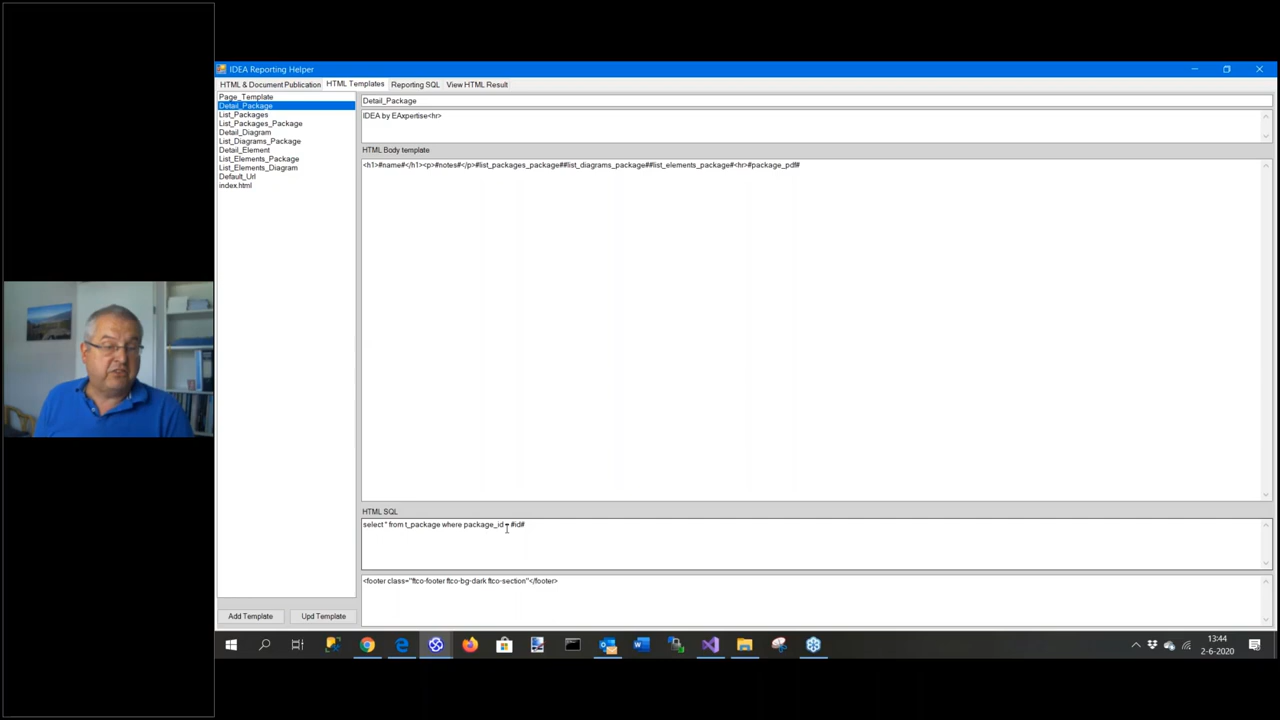 IDEA Reporting Helper
HTML & Document Publication HTML Templates Reporting SQL View HTML Result
Page_Template
Detail_Package
List_Packages
List_Packages_Package
Detail_Diagram
List_Diagrams_Package
Detail_Element
List_Elements_Package
List_Elements_Diagram
Default_Url
index.html
Detail_Package
IDEA by EAxpertise<hr>
HTML Body template
<h1>#name#</h1><p>#notes#</p>#list_packages_package##list_diagrams_package##list_elements_package#<hr>#package_pdf#
HTML SQL
select * from t_package where package_id = #id#
<footer class="ftco-footer ftco-bg-dark ftco-section"</footer>
Add Template Upd Template
13:44
2-6-2020